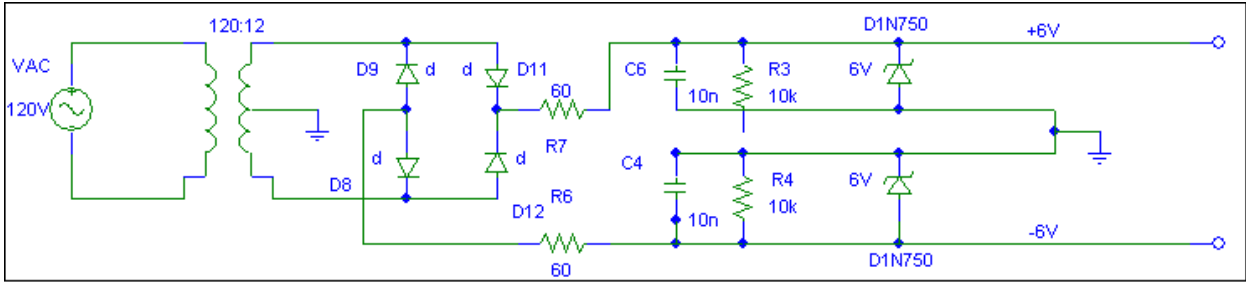 120:12
D1N750
+6V
VAC
120V
D9
d
d
D11
60
R7
C6
10n
R3
10k
6V
d
d
D8
D12
R6
60
C4
10n
R4
10k
6V
-6V
D1N750